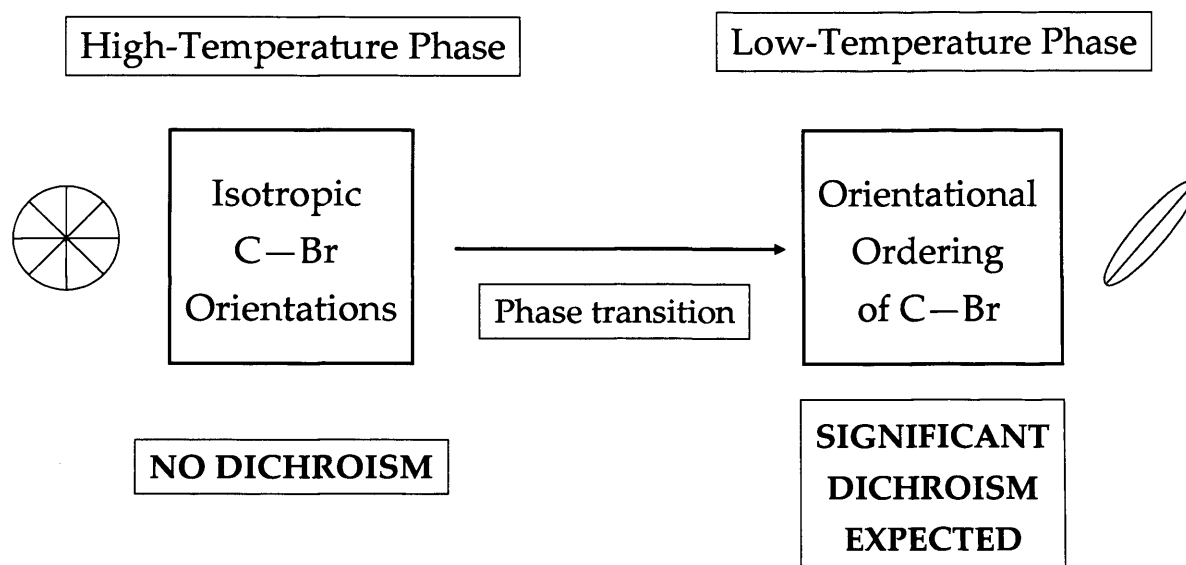 High-Temperature Phase
Low-Temperature Phase
Isotropic
C—Br
Orientations
Phase transition
Orientational
Ordering
of C—Br
NO DICHROISM
SIGNIFICANT
DICHROISM
EXPECTED